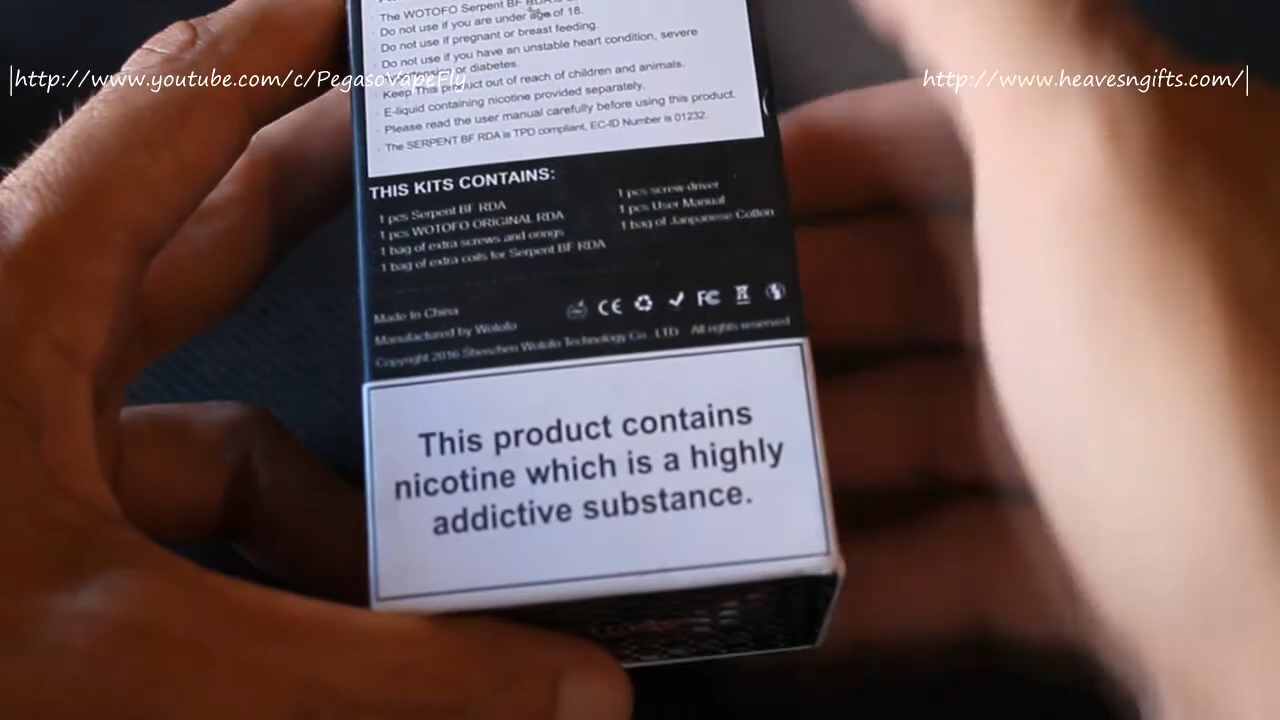 The WOTOFO Serpent BF RDA is
Do not use if you are under age of 18.
Do not use if pregnant or breast feeding.
Do not use if you have an unstable heart condition, severe
or diabetes.
Keep This product out of reach of children and animals.
E-liquid containing nicotine provided separately.
Please read the user manual carefully before using this product.
The SERPENT BF RDA is TPD compliant, EC-ID Number is 01232.
|http://www.youtube.com/c/PegasoVapeFly
http://www.heavesngifts.com/|
THIS KITS CONTAINS:
1 pcs Serpent BF RDA
1 pcs WOTOFO ORIGINAL RDA
1 bag of extra screws and orings
1 bag of extra coils for Serpent BF RDA
1 pcs screw driver
1 pcs User Manual
1 bag of Janpanese Cotton
Made In China
Manufactured by Wotofo
CE FC
Copyright 2016 Shenzhen Wotofo Technology Co., LTD All rights reserved
This product contains
nicotine which is a highly
addictive substance.